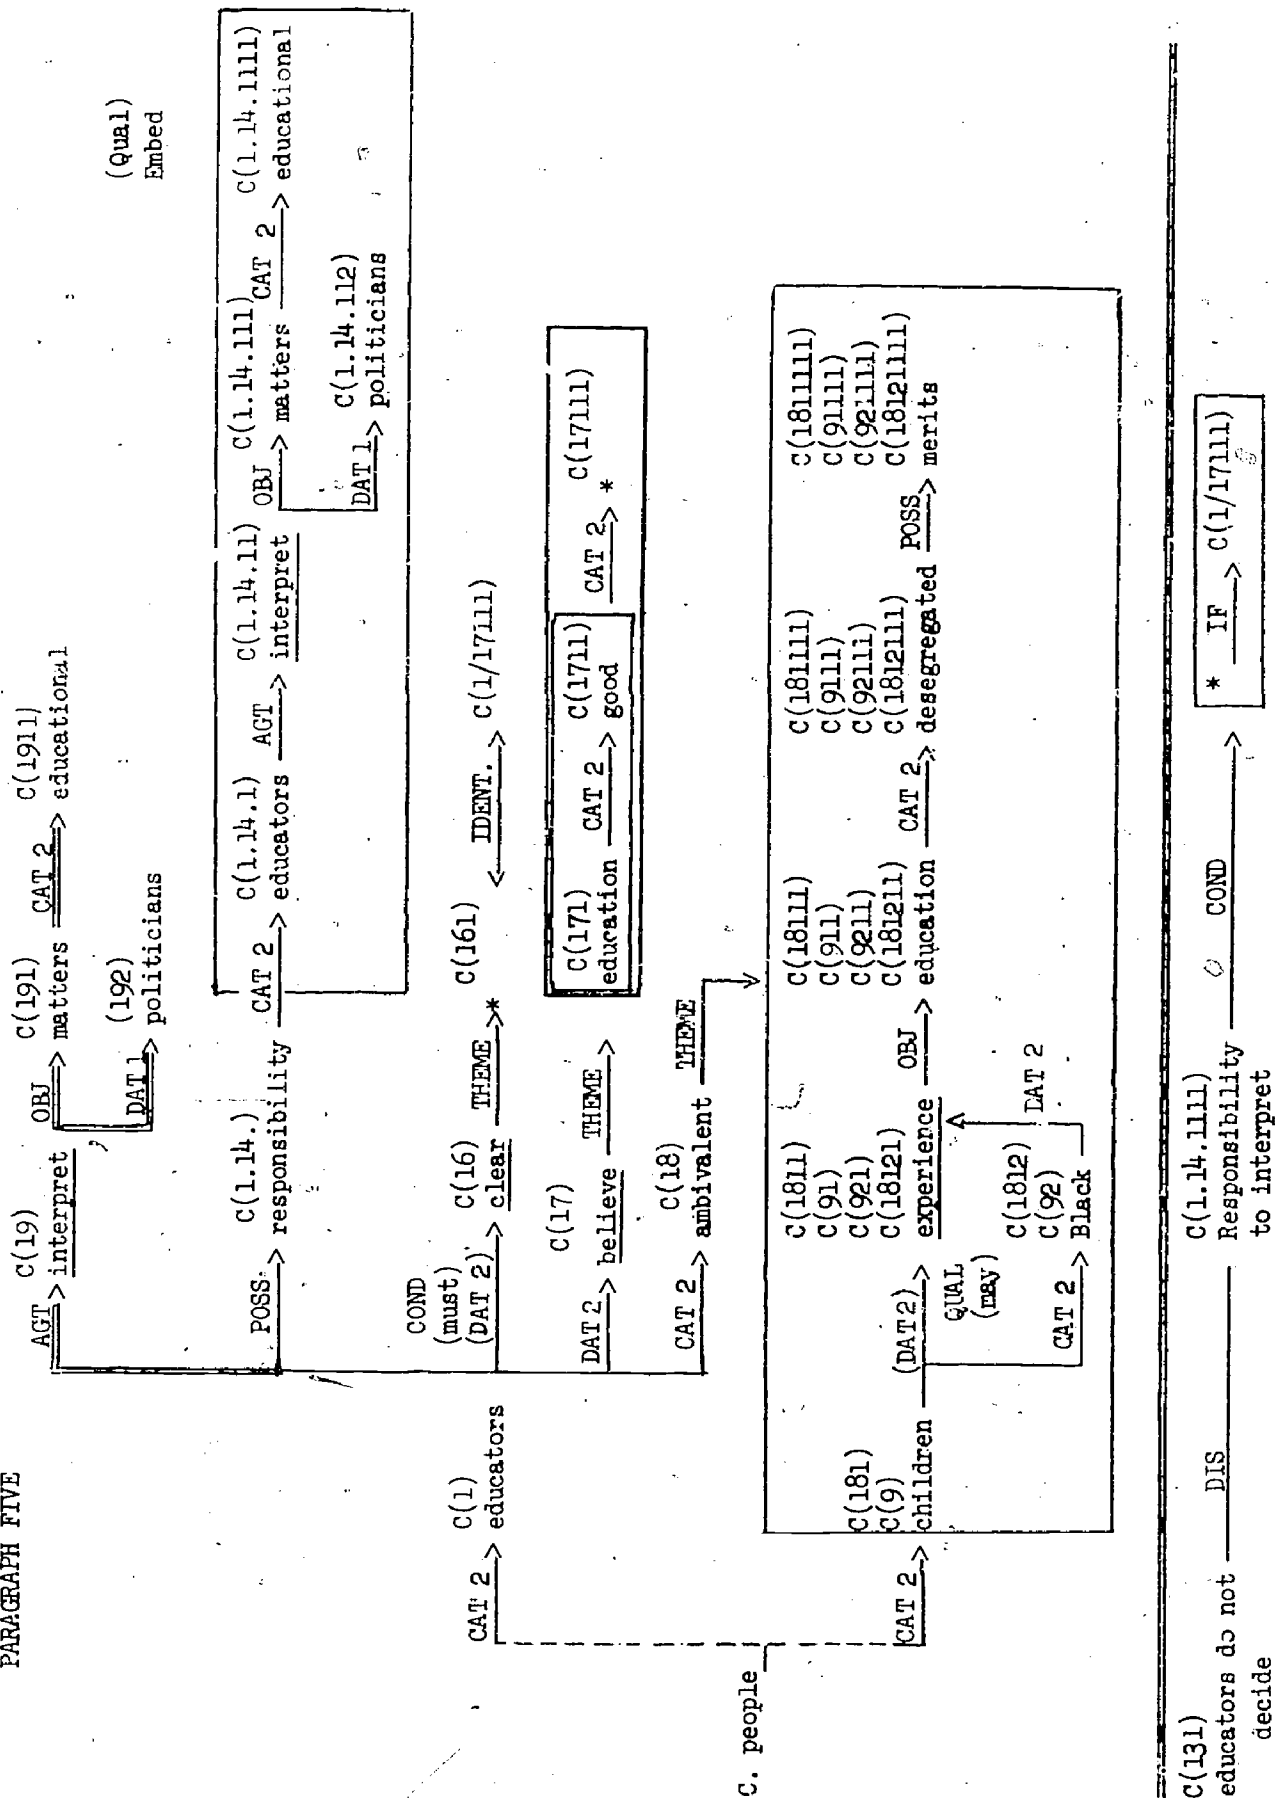 PARAGRAPH FIVE
(Qual)
Embed
C(19)
AGT > interpret
C(191)
OBJ > matters
C(1911)
CAT 2 > educational
(192)
DAT 1 > politicians
C(1.14.)
POSS. > responsibility
C(1.14.1)
CAT 2 > educators
C(1.14.11)
AGT > interpret
C(1.14.111)
OBJ > matters
C(1.14.1111)
CAT 2 > educational
C(1.14.112)
DAT 1 > politicians
COND
(must)
(DAT 2)
C(16)
clear
C(161)
THEME > *
< IDENT. > C(1/17111)
C(1)
CAT 2 > educators
C(17)
DAT 2 > believe
THEME >
C(171)
education
C(1711)
CAT 2 > good
C(17111)
CAT 2 > *
C(18)
CAT 2 > ambivalent
THEME
C. people
CAT 2 >
C(181)
C(9)
children
(DAT2)
QUAL
(may)
C(1811)
C(91)
C(921)
C(18121)
experience
C(18111)
C(911)
C(9211)
C(181211)
OBJ > education
C(181111)
C(9111)
C(92111)
C(1812111)
CAT 2 > desegregated
C(1811111)
C(91111)
C(921111)
C(18121111)
POSS > merits
C(1812)
C(92)
CAT 2 > Black
DAT 2
C(131)
educators do not
decide
DIS
C(1.14.1111)
Responsibility
to interpret
COND >
* IF > C(1/17111)